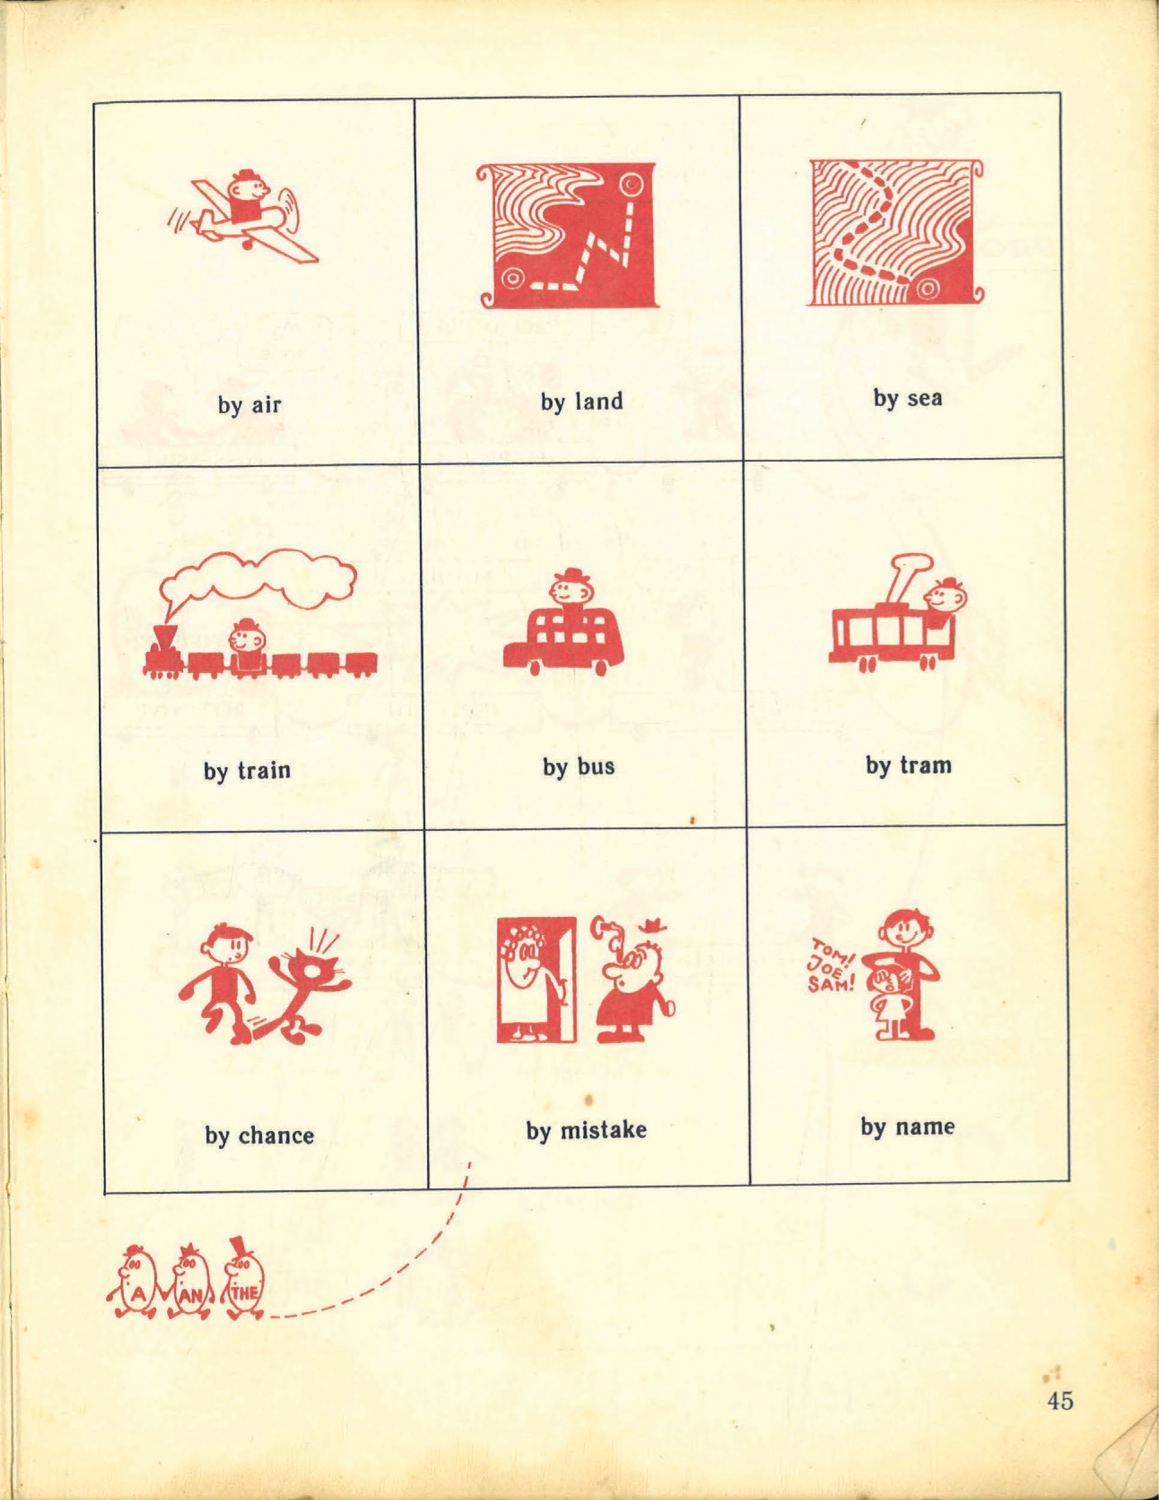 by air
by land
by sea
by train
by bus
by tram
TOM!
JOE,
SAM!
by chance
by mistake
by name
A AN THE
45